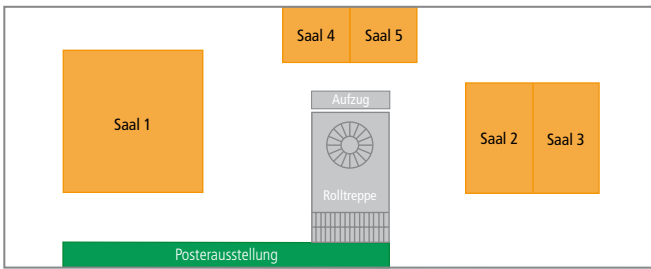 Saal 4
Saal 5
Aufzug
Saal 1
Saal 2
Saal 3
Rolltreppe
Posterausstellung